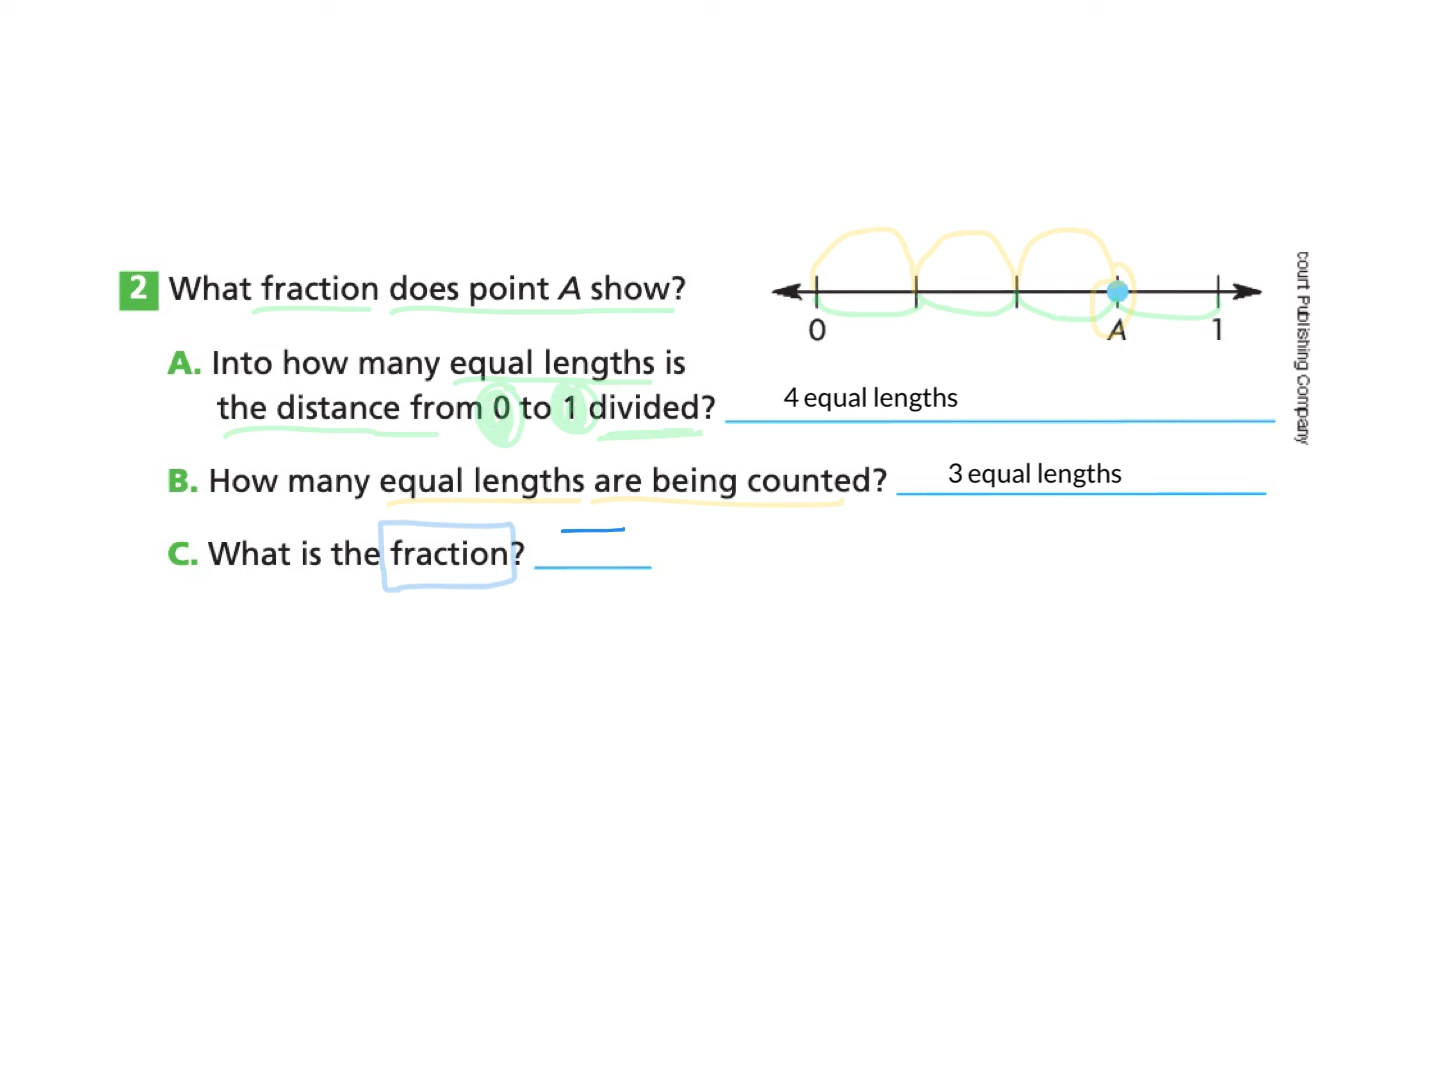 2 What fraction does point A show?
0 A 1
A. Into how many equal lengths is
the distance from 0 to 1 divided? 4 equal lengths
B. How many equal lengths are being counted? 3 equal lengths
C. What is the fraction?
court Publishing Company